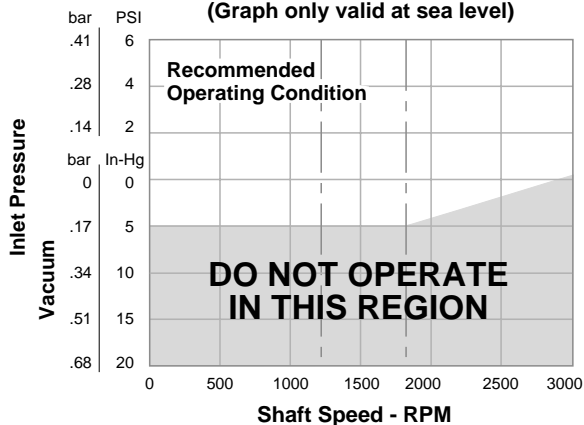 (Graph only valid at sea level)
bar PSI
.41 6
.28 4
.14 2
bar In-Hg
0 0
.17 5
.34 10
.51 15
.68 20
Inlet Pressure
Vacuum
Recommended
Operating Condition
DO NOT OPERATE
IN THIS REGION
0 500 1000 1500 2000 2500 3000
Shaft Speed - RPM